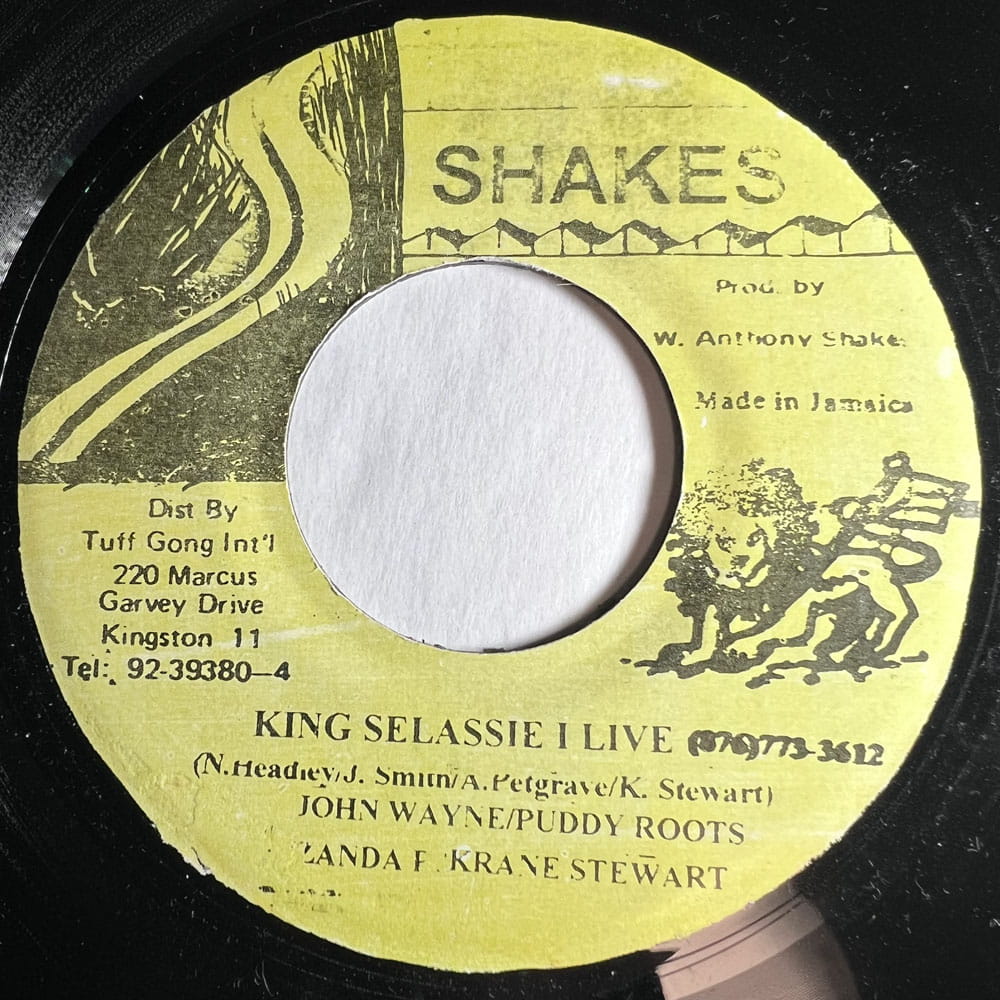 SHAKES
Prod. by
W. Anthony Shake
Made in Jamaica
Dist By
Tuff Gong Int'l
220 Marcus
Garvey Drive
Kingston 11
Tel: 92-39380-4
KING SELASSIE I LIVE (876)773-3612
(N.Headley/J. Smith/A.Petgrave/K. Stewart)
JOHN WAYNE/PUDDY ROOTS
ZANDA P. KRANE STEWART